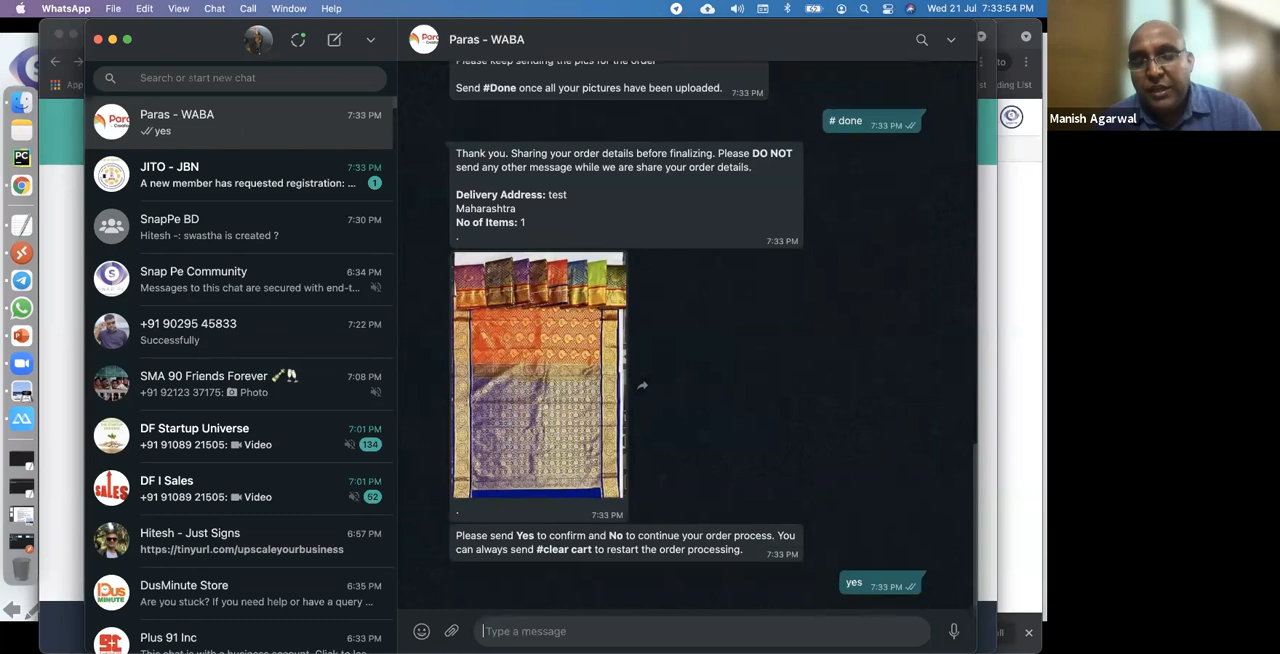 WhatsApp File Edit View Chat Call Window Help
Wed 21 Jul 7:33:54 PM
Search or start new chat
Paras - WABA 7:33 PM
yes
JITO - JBN 7:33 PM
A new member has requested registration: ... 1
SnapPe BD 7:30 PM
Hitesh -: swastha is created ?
Snap Pe Community 6:34 PM
Messages to this chat are secured with end-t...
+91 90295 45833 7:22 PM
Successfully
SMA 90 Friends Forever 7:08 PM
+91 92123 37175: Photo
DF Startup Universe 7:01 PM
+91 91089 21505: Video 134
DF I Sales 7:01 PM
+91 91089 21505: Video 52
Hitesh - Just Signs 6:57 PM
https://tinyurl.com/upscaleyourbusiness
DusMinute Store 6:35 PM
Are you stuck? If you need help or have a query ...
Plus 91 Inc 6:33 PM
Paras - WABA
Please keep sending the pics for the order
Send #Done once all your pictures have been uploaded. 7:33 PM
# done 7:33 PM
Thank you. Sharing your order details before finalizing. Please DO NOT
send any other message while we are share your order details.
Delivery Address: test
Maharashtra
No of Items: 1
.
7:33 PM
. 7:33 PM
Please send Yes to confirm and No to continue your order process. You
can always send #clear cart to restart the order processing. 7:33 PM
yes 7:33 PM
Type a message
Manish Agarwal